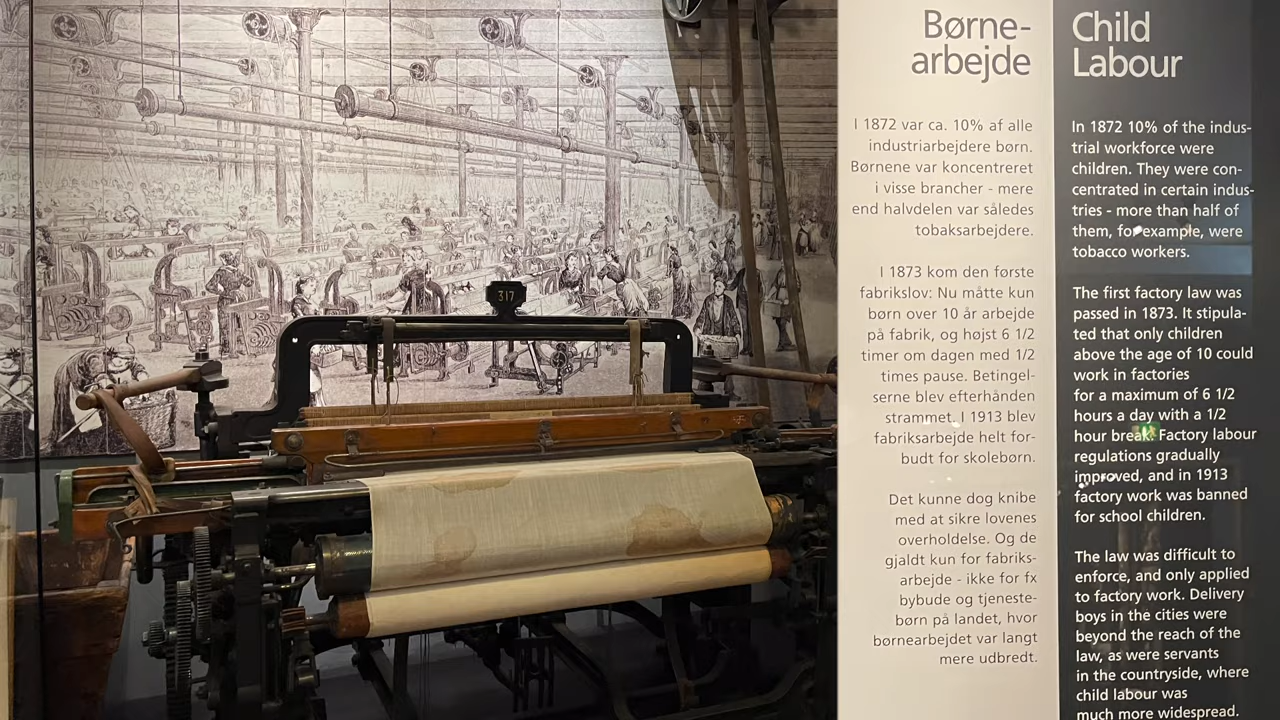 317
Børne-
arbejde
I 1872 var ca. 10% af alle
industriarbejdere børn.
Børnene var koncentreret
i visse brancher - mere
end halvdelen var således
tobaksarbejdere.
I 1873 kom den første
fabrikslov: Nu måtte kun
børn over 10 år arbejde
på fabrik, og højst 6 1/2
timer om dagen med 1/2
times pause. Betingel-
serne blev efterhånden
strammet. I 1913 blev
fabriksarbejde helt for-
budt for skolebørn.
Det kunne dog knibe
med at sikre lovenes
overholdelse. Og de
gjaldt kun for fabriks-
arbejde - ikke for fx
bybude og tjeneste-
børn på landet, hvor
børnearbejdet var langt
mere udbredt.
Child
Labour
In 1872 10% of the indus-
trial workforce were
children. They were con-
centrated in certain indus-
tries - more than half of
them, for example, were
tobacco workers.
The first factory law was
passed in 1873. It stipula-
ted that only children
above the age of 10 could
work in factories
for a maximum of 6 1/2
hours a day with a 1/2
hour break. Factory labour
regulations gradually
improved, and in 1913
factory work was banned
for school children.
The law was difficult to
enforce, and only applied
to factory work. Delivery
boys in the cities were
beyond the reach of the
law, as were servants
in the countryside, where
child labour was
much more widespread.